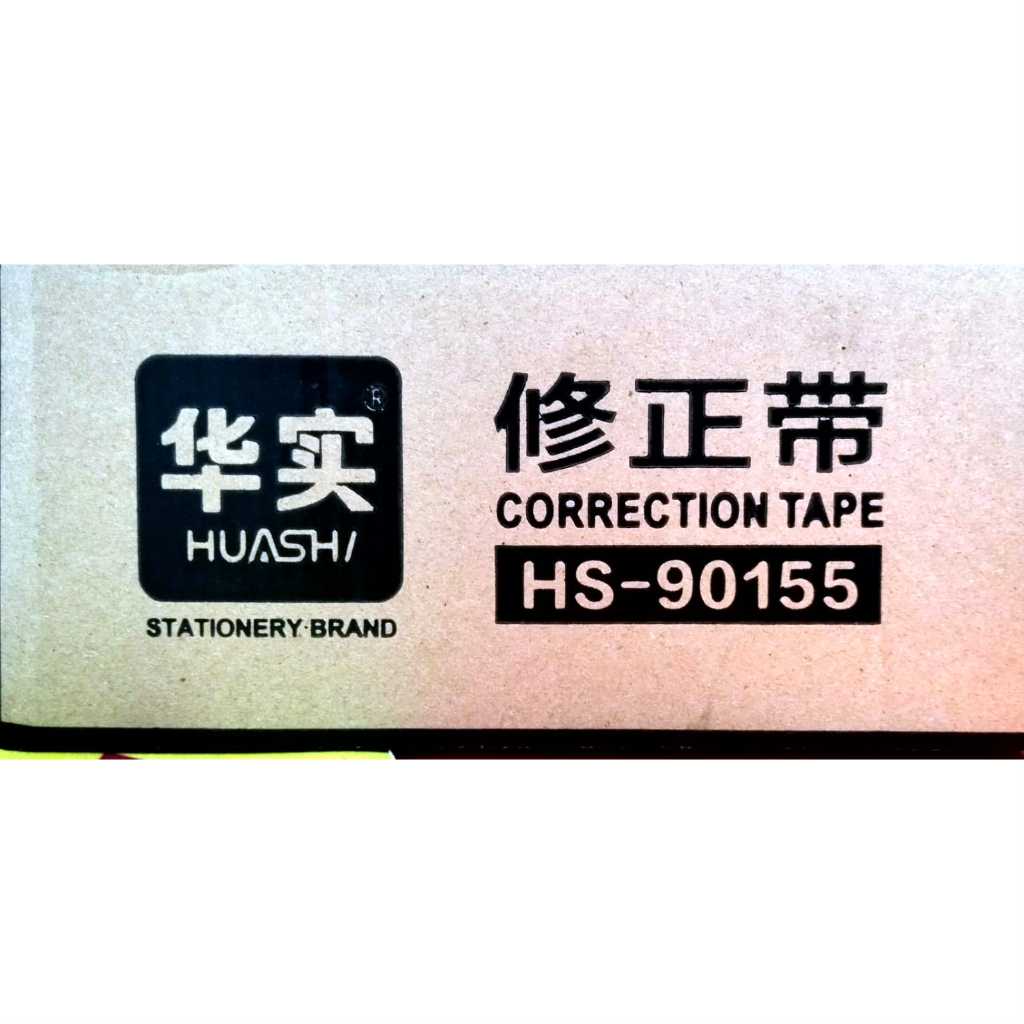 华实®
HUASHI
STATIONERY·BRAND
修正带
CORRECTION TAPE
HS-90155